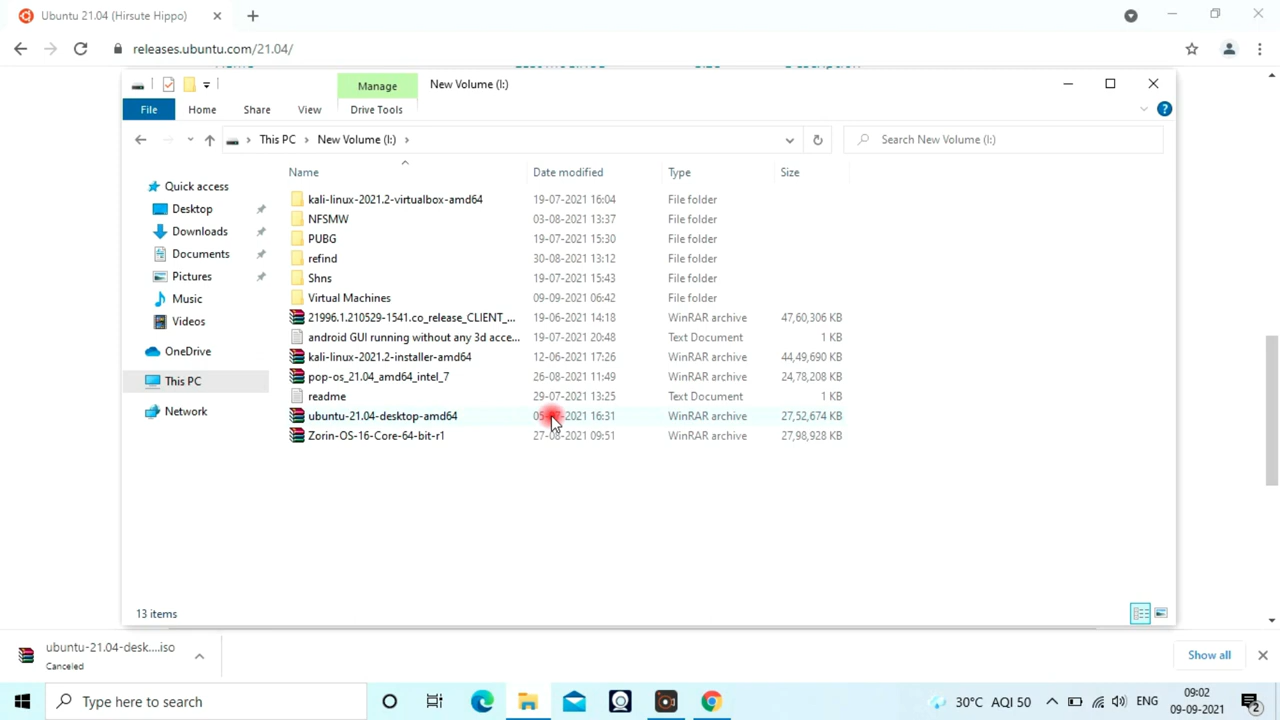 Ubuntu 21.04 (Hirsute Hippo)
releases.ubuntu.com/21.04/
Manage
New Volume (I:)
File
Home
Share
View
Drive Tools
This PC
New Volume (I:)
Search New Volume (I:)
Name
Date modified
Type
Size
Quick access
Desktop
Downloads
Documents
Pictures
Music
Videos
OneDrive
This PC
Network
kali-linux-2021.2-virtualbox-amd64 19-07-2021 16:04 File folder
NFSMW 03-08-2021 13:37 File folder
PUBG 19-07-2021 15:30 File folder
refind 30-08-2021 13:12 File folder
Shns 19-07-2021 15:43 File folder
Virtual Machines 09-09-2021 06:42 File folder
21996.1.210529-1541.co_release_CLIENT_... 19-06-2021 14:18 WinRAR archive 47,60,306 KB
android GUI running without any 3d acce... 19-07-2021 20:48 Text Document 1 KB
kali-linux-2021.2-installer-amd64 12-06-2021 17:26 WinRAR archive 44,49,690 KB
pop-os_21.04_amd64_intel_7 26-08-2021 11:49 WinRAR archive 24,78,208 KB
readme 29-07-2021 13:25 Text Document 1 KB
ubuntu-21.04-desktop-amd64 16:31 WinRAR archive 27,52,674 KB
Zorin-OS-16-Core-64-bit-r1 27-08-2021 09:51 WinRAR archive 27,98,928 KB
13 items
ubuntu-21.04-desk....iso
Canceled
Show all
Type here to search
30°C AQI 50
ENG
09:02
09-09-2021
2